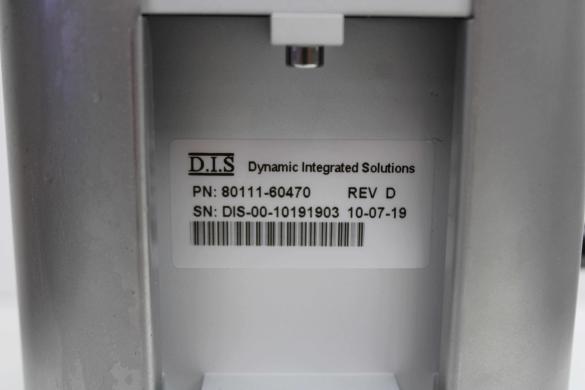 D.I.S Dynamic Integrated Solutions
PN: 80111-60470 REV D
SN: DIS-00-10191903 10-07-19